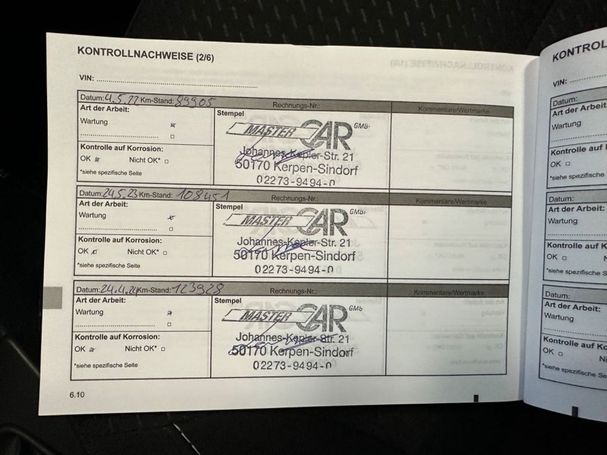 KONTROLLNACHWEISE (2/6)
VIN:
Datum: 4.5.22 Km-Stand: 89905 Rechnungs-Nr.: Kommentare/Wertmarke
Art der Arbeit:
Wartung
Kontrolle auf Korrosion:
OK Nicht OK*
*siehe spezifische Seite
Stempel
MASTER CAR GMBH
Johannes-Kepler-Str. 21
50170 Kerpen-Sindorf
02273-9494-0
Datum: 24.5.23 Km-Stand: 108451 Rechnungs-Nr.: Kommentare/Wertmarke
Art der Arbeit:
Wartung
Kontrolle auf Korrosion:
OK Nicht OK*
*siehe spezifische Seite
Stempel
MASTER CAR GMBH
Johannes-Kepler-Str. 21
50170 Kerpen-Sindorf
02273-9494-0
Datum: 24.4.24 Km-Stand: 123928 Rechnungs-Nr.: Kommentare/Wertmarke
Art der Arbeit:
Wartung
Kontrolle auf Korrosion:
OK Nicht OK*
*siehe spezifische Seite
Stempel
MASTER CAR GMBH
Johannes-Kepler-Str. 21
50170 Kerpen-Sindorf
02273-9494-0
6.10
KONTROL
VIN:
Datum:
Art der Arbeit:
Wartung
Kontrolle auf K
OK
*siehe spezifische S
Datum:
Art der Arbeit:
Wartung
Kontrolle auf K
OK
*siehe spezifische S
Datum:
Art der Arbeit:
Wartung
Kontrolle auf Ko
OK
*siehe spezifische Se